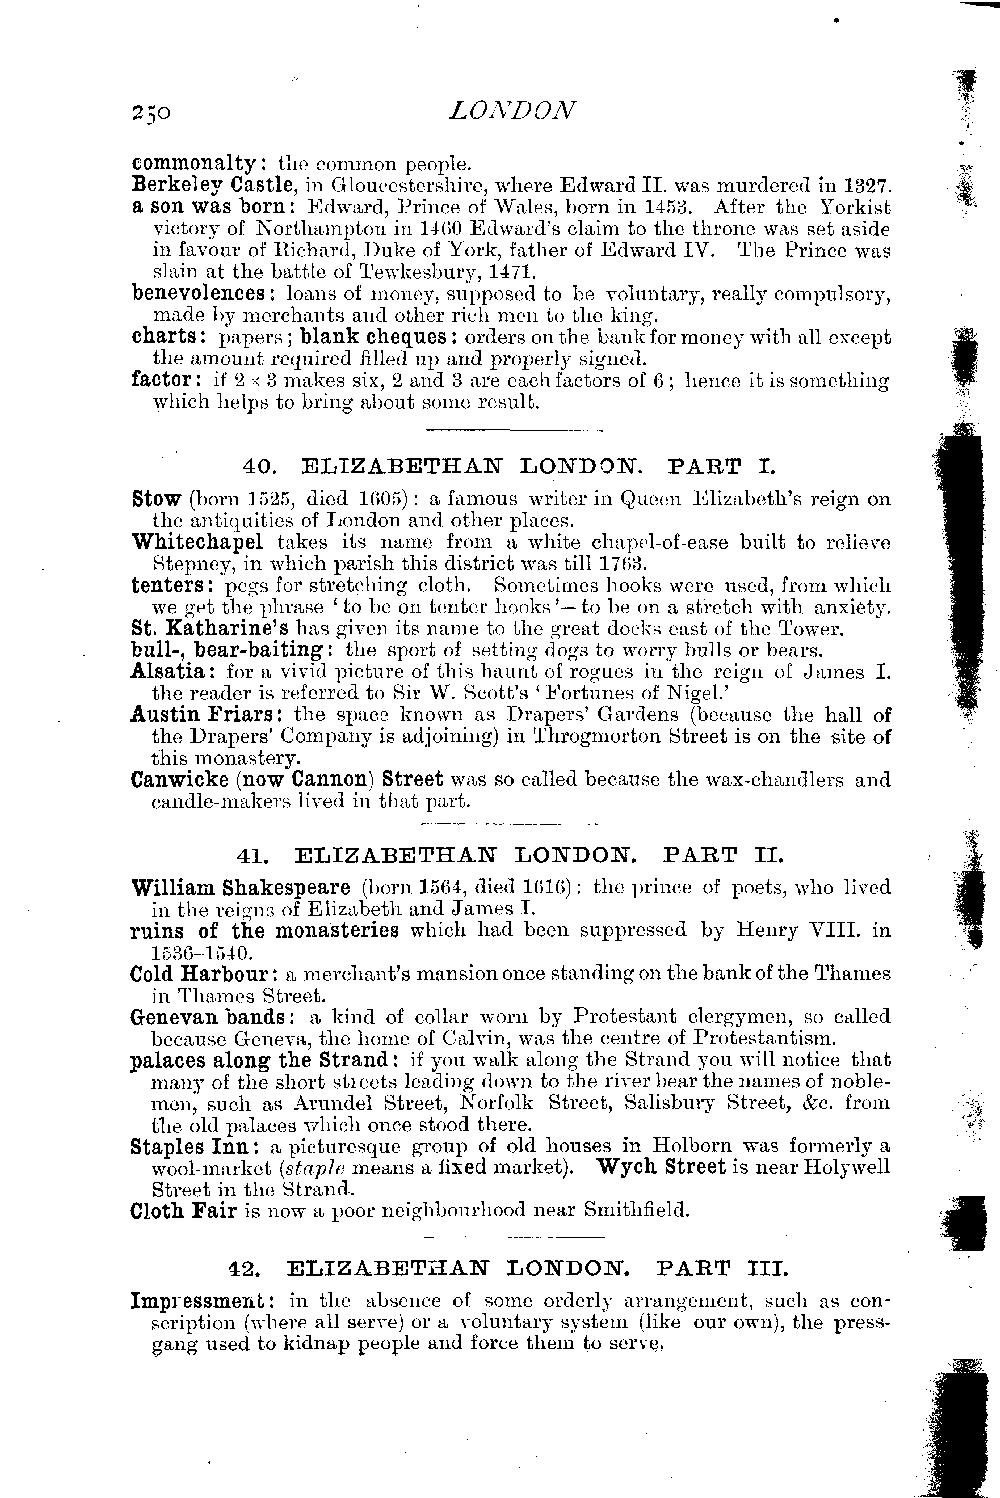 250 LONDON
commonalty: the common people.
Berkeley Castle, in Gloucestershire, where Edward II. was murdered in 1327.
a son was born: Edward, Prince of Wales, born in 1453. After the Yorkist
victory of Northampton in 1460 Edward's claim to the throne was set aside
in favour of Richard, Duke of York, father of Edward IV. The Prince was
slain at the battle of Tewkesbury, 1471.
benevolences: loans of money, supposed to be voluntary, really compulsory,
made by merchants and other rich men to the king.
charts: papers; blank cheques: orders on the bank for money with all except
the amount required filled up and properly signed.
factor: if 2 × 3 makes six, 2 and 3 are each factors of 6; hence it is something
which helps to bring about some result.
40. ELIZABETHAN LONDON. PART I.
Stow (born 1525, died 1605): a famous writer in Queen Elizabeth's reign on
the antiquities of London and other places.
Whitechapel takes its name from a white chapel-of-ease built to relieve
Stepney, in which parish this district was till 1763.
tenters: pegs for stretching cloth. Sometimes hooks were used, from which
we get the phrase 'to be on tenter hooks'—to be on a stretch with anxiety.
St. Katharine's has given its name to the great docks east of the Tower.
bull-, bear-baiting: the sport of setting dogs to worry bulls or bears.
Alsatia: for a vivid picture of this haunt of rogues in the reign of James I.
the reader is referred to Sir W. Scott's 'Fortunes of Nigel.'
Austin Friars: the space known as Drapers' Gardens (because the hall of
the Drapers' Company is adjoining) in Throgmorton Street is on the site of
this monastery.
Canwicke (now Cannon) Street was so called because the wax-chandlers and
candle-makers lived in that part.
41. ELIZABETHAN LONDON. PART II.
William Shakespeare (born 1564, died 1616): the prince of poets, who lived
in the reigns of Elizabeth and James I.
ruins of the monasteries which had been suppressed by Henry VIII. in
1536-1540.
Cold Harbour: a merchant's mansion once standing on the bank of the Thames
in Thames Street.
Genevan bands: a kind of collar worn by Protestant clergymen, so called
because Geneva, the home of Calvin, was the centre of Protestantism.
palaces along the Strand: if you walk along the Strand you will notice that
many of the short streets leading down to the river bear the names of noble-
men, such as Arundel Street, Norfolk Street, Salisbury Street, &c. from
the old palaces which once stood there.
Staples Inn: a picturesque group of old houses in Holborn was formerly a
wool-market (staple means a fixed market). Wych Street is near Holywell
Street in the Strand.
Cloth Fair is now a poor neighbourhood near Smithfield.
42. ELIZABETHAN LONDON. PART III.
Impressment: in the absence of some orderly arrangement, such as con-
scription (where all serve) or a voluntary system (like our own), the press-
gang used to kidnap people and force them to serve.